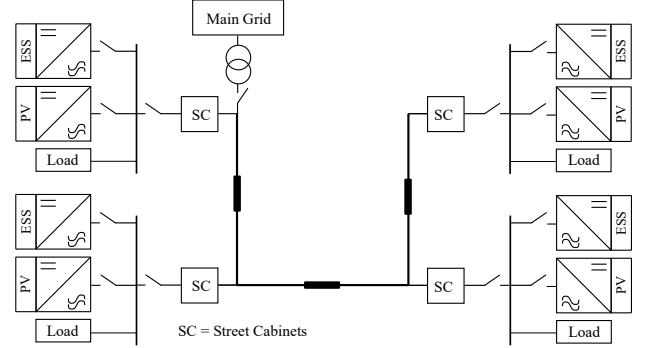 Main Grid
ESS
PV
Load
SC
ESS
PV
Load
SC
ESS
PV
Load
SC
ESS
PV
Load
SC
SC = Street Cabinets